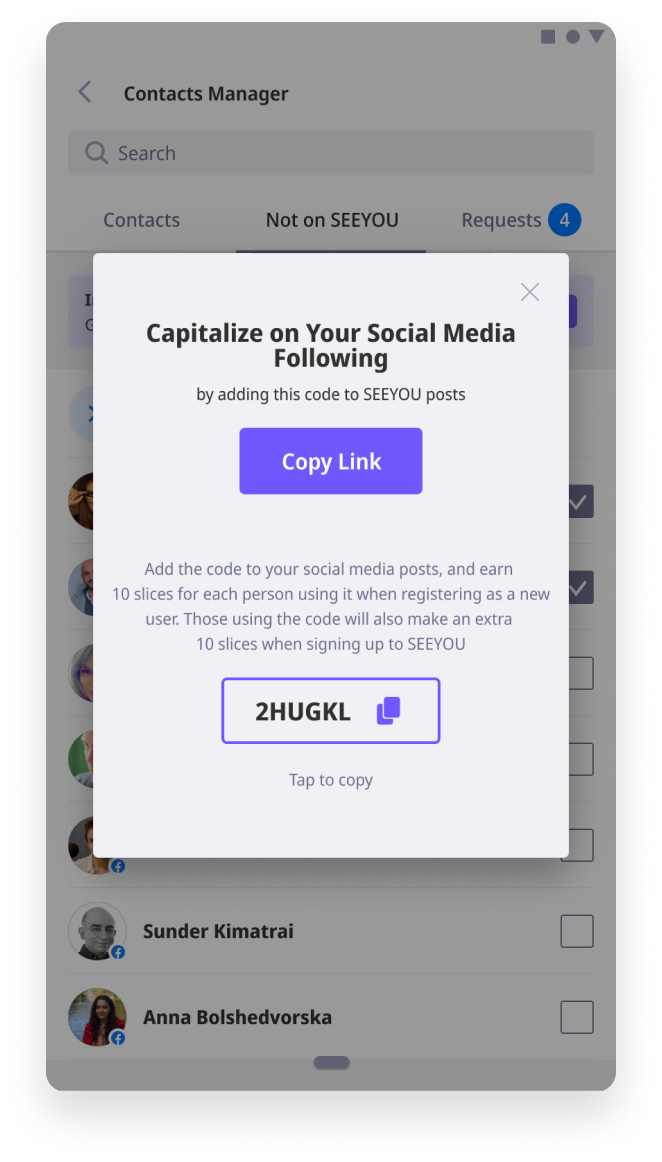 Contacts Manager
Search
Contacts
Not on SEEYOU
Requests 4
Capitalize on Your Social Media
Following
by adding this code to SEEYOU posts
Copy Link
Add the code to your social media posts, and earn
10 slices for each person using it when registering as a new
user. Those using the code will also make an extra
10 slices when signing up to SEEYOU
2HUGKL
Tap to copy
Sunder Kimatrai
Anna Bolshedvorska